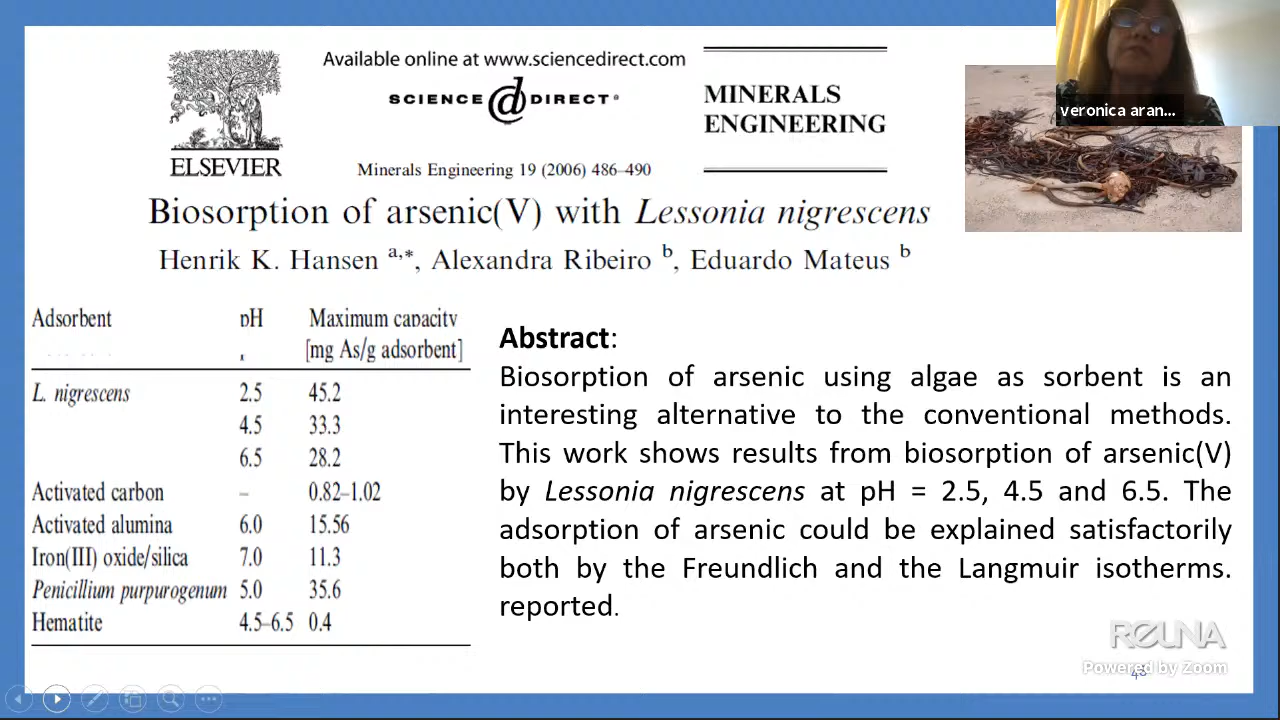 Available online at www.sciencedirect.com
SCIENCE DIRECT®
MINERALS
ENGINEERING
ELSEVIER
Minerals Engineering 19 (2006) 486–490
veronica aran...
Biosorption of arsenic(V) with Lessonia nigrescens
Henrik K. Hansen a,*, Alexandra Ribeiro b, Eduardo Mateus b
Adsorbent pH Maximum capacity
[mg As/g adsorbent]
L. nigrescens 2.5 45.2
4.5 33.3
6.5 28.2
Activated carbon – 0.82–1.02
Activated alumina 6.0 15.56
Iron(III) oxide/silica 7.0 11.3
Penicillium purpurogenum 5.0 35.6
Hematite 4.5–6.5 0.4
Abstract:
Biosorption of arsenic using algae as sorbent is an
interesting alternative to the conventional methods.
This work shows results from biosorption of arsenic(V)
by Lessonia nigrescens at pH = 2.5, 4.5 and 6.5. The
adsorption of arsenic could be explained satisfactorily
both by the Freundlich and the Langmuir isotherms.
reported.
REUNA
Powered by Zoom